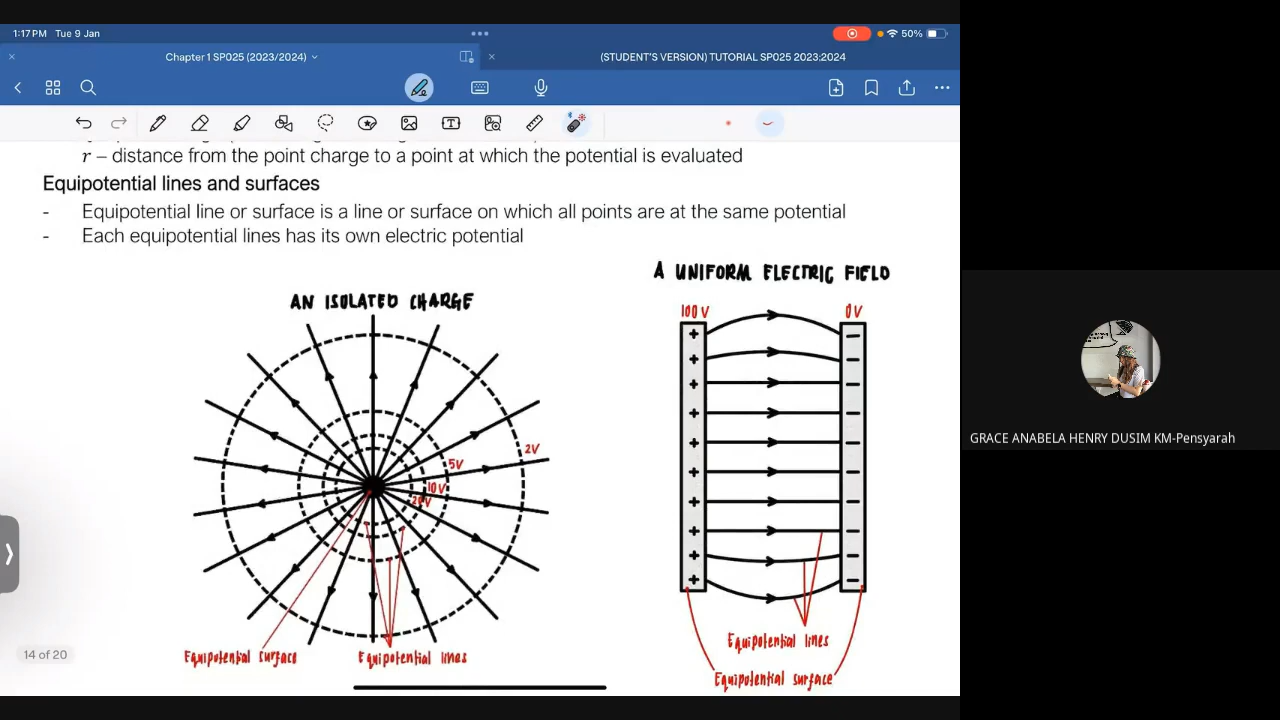 1:17 PM Tue 9 Jan
50%
Chapter 1 SP025 (2023/2024)
(STUDENT'S VERSION) TUTORIAL SP025 2023;2024
r – distance from the point charge to a point at which the potential is evaluated
Equipotential lines and surfaces
- Equipotential line or surface is a line or surface on which all points are at the same potential
- Each equipotential lines has its own electric potential
A UNIFORM ELECTRIC FIELD
AN ISOLATED CHARGE
100 V
0V
2V
5V
10V
20V
GRACE ANABELA HENRY DUSIM KM-Pensyarah
Equipotential lines
14 of 20
Equipotential surface
Equipotential lines
Equipotential surface